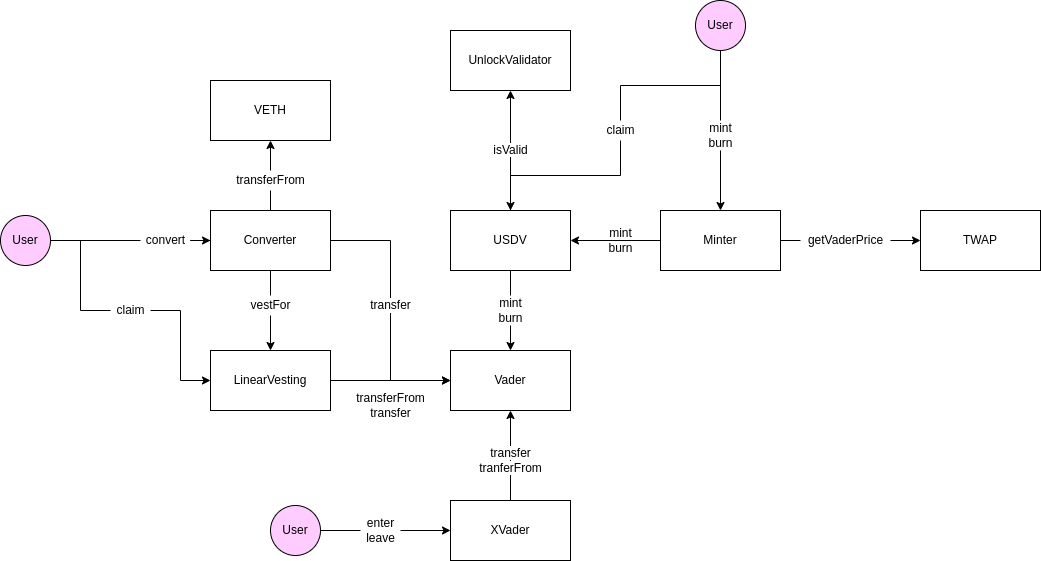 User
UnlockValidator
VETH
claim
mint
burn
isValid
transferFrom
User
convert
Converter
USDV
mint
burn
Minter
getVaderPrice
TWAP
claim
vestFor
transfer
mint
burn
LinearVesting
Vader
transferFrom
transfer
transfer
tranferFrom
User
enter
leave
XVader